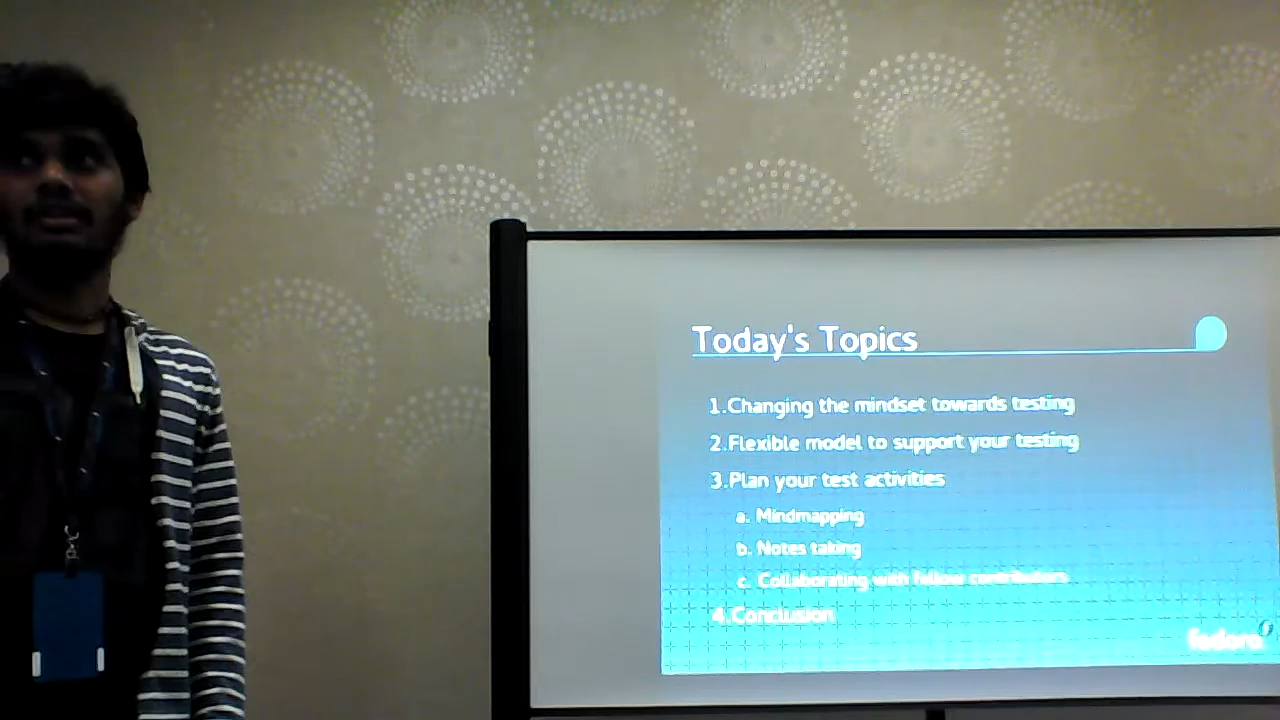 Today's Topics
1.Changing the mindset towards testing
2.Flexible model to support your testing
3.Plan your test activities
a. Mindmapping
b. Notes taking
c. Collaborating with fellow contributors
4.Conclusion
fedora